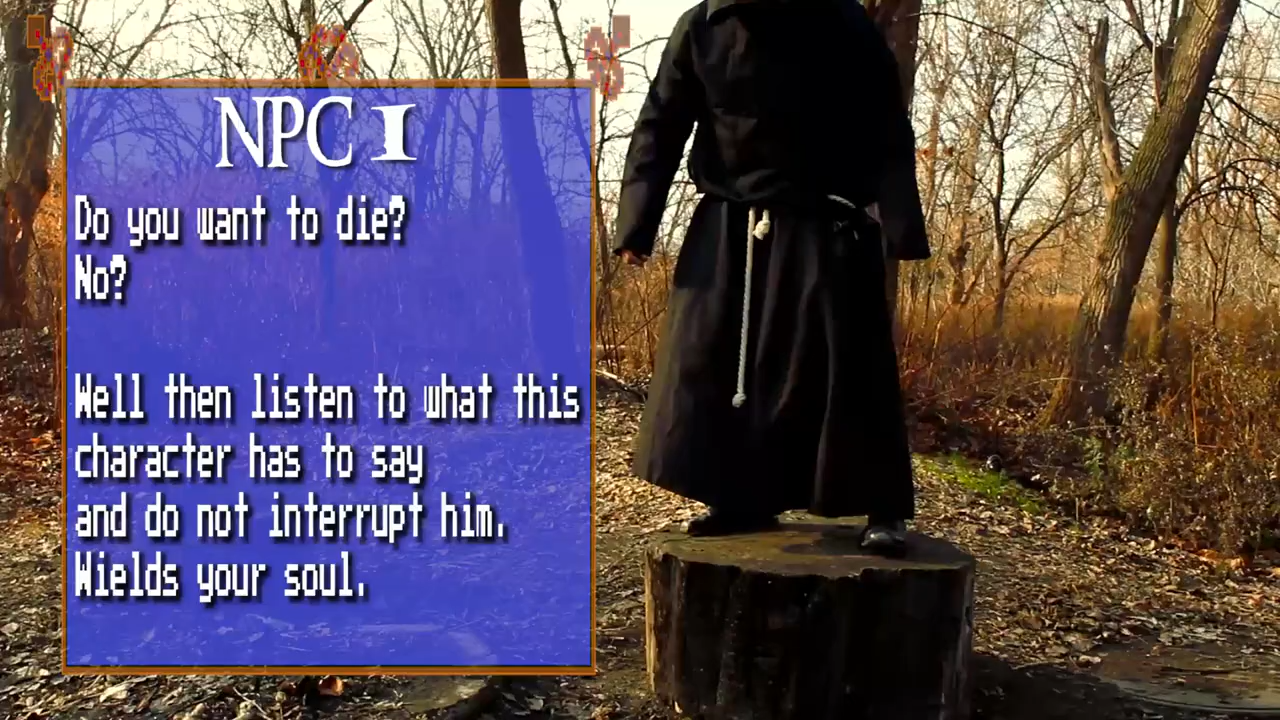 NPC 1
Do you want to die?
No?
Well then listen to what this
character has to say
and do not interrupt him.
Wields your soul.